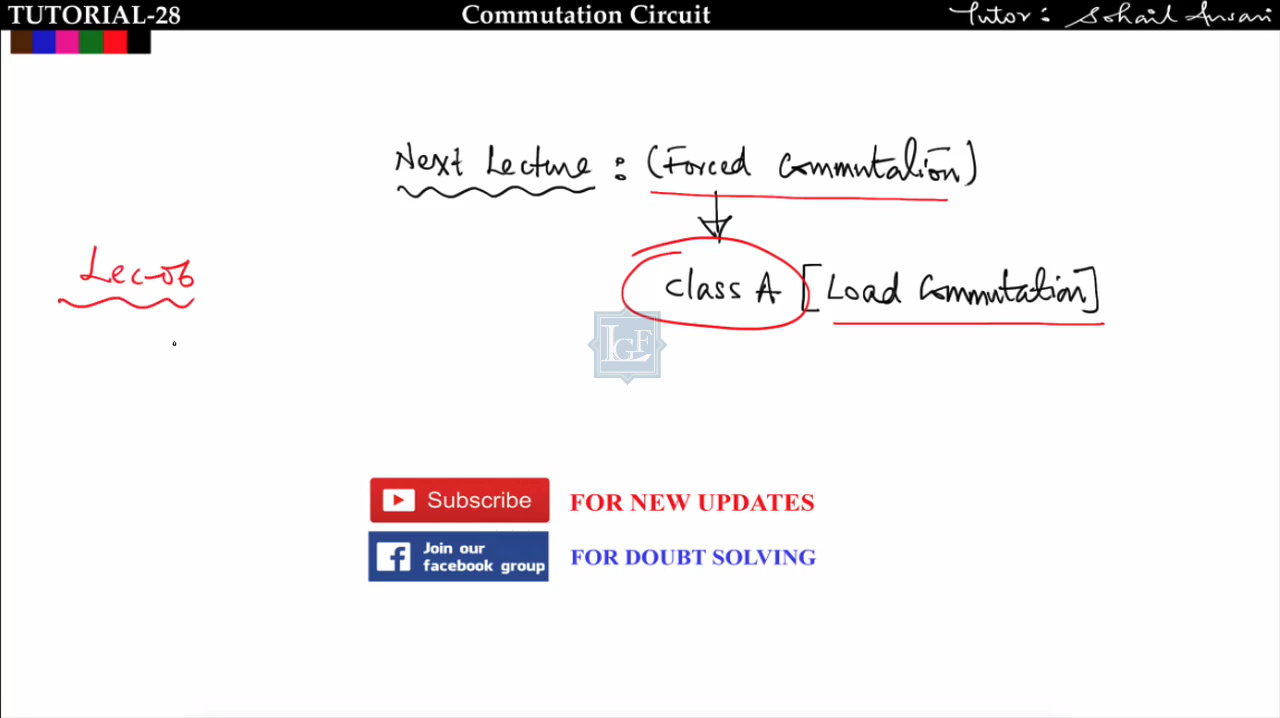 TUTORIAL-28
Commutation Circuit
Tutor: Sohail Ansari
Next Lecture : (Forced Commutation)
Lec-06
class A [Load Commutation]
LGF
Subscribe FOR NEW UPDATES
Join our
facebook group
FOR DOUBT SOLVING